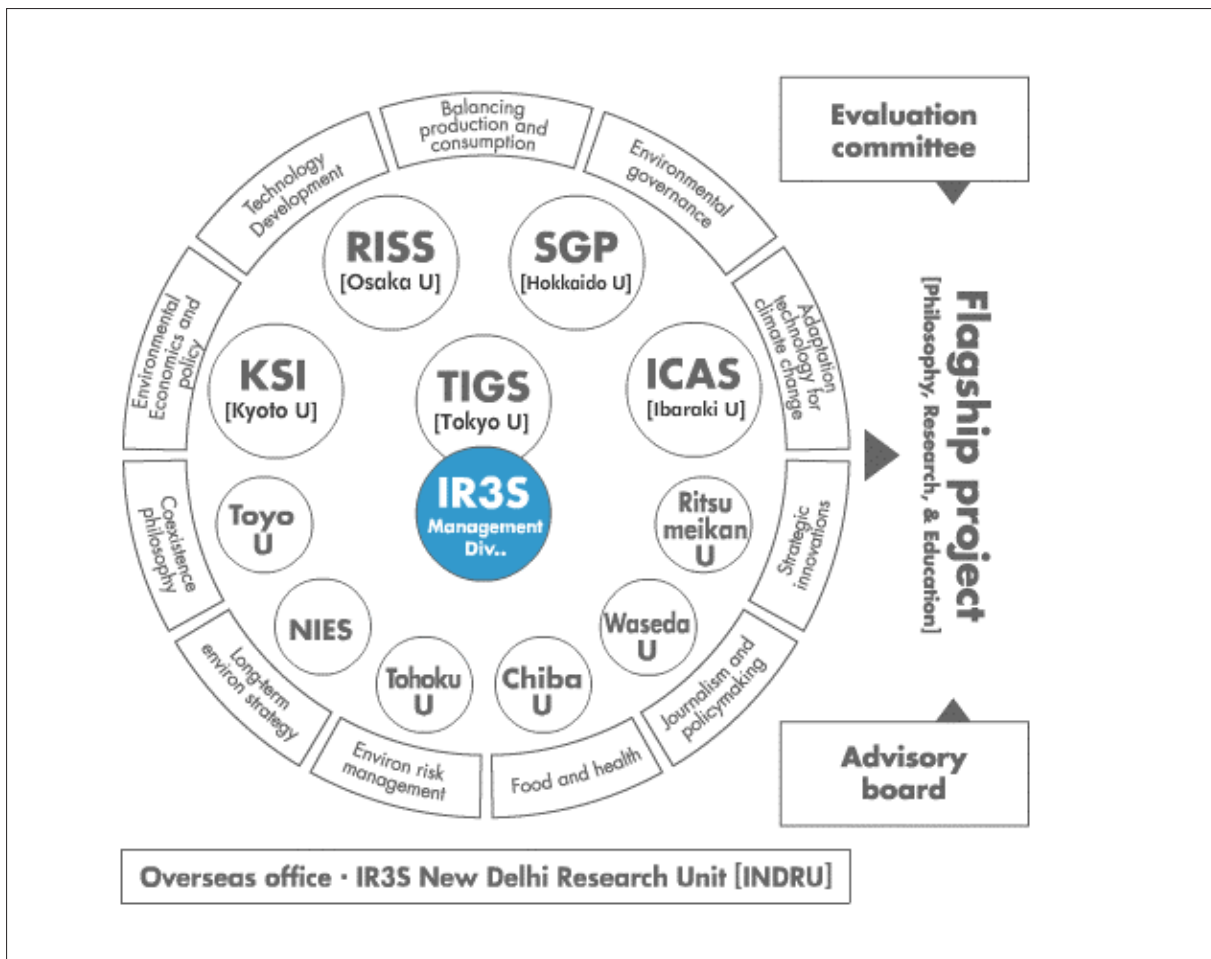 Balancing
production and
consumption
Technology
Development
Environmental
governance
Environmental
Economics and
policy
Adaptation
technology for
climate change
Coexistence
philosophy
Strategic
innovations
Long-term
environ strategy
Journalism and
policymaking
Environ risk
management
Food and health
RISS
[Osaka U]
SGP
[Hokkaido U]
KSI
[Kyoto U]
TIGS
[Tokyo U]
ICAS
[Ibaraki U]
IR3S
Management
Div..
Toyo
U
Ritsu
meikan
U
NIES
Waseda
U
Tohoku
U
Chiba
U
Evaluation
committee
Flagship project
[Philosophy, Research, & Education]
Advisory
board
Overseas office · IR3S New Delhi Research Unit [INDRU]